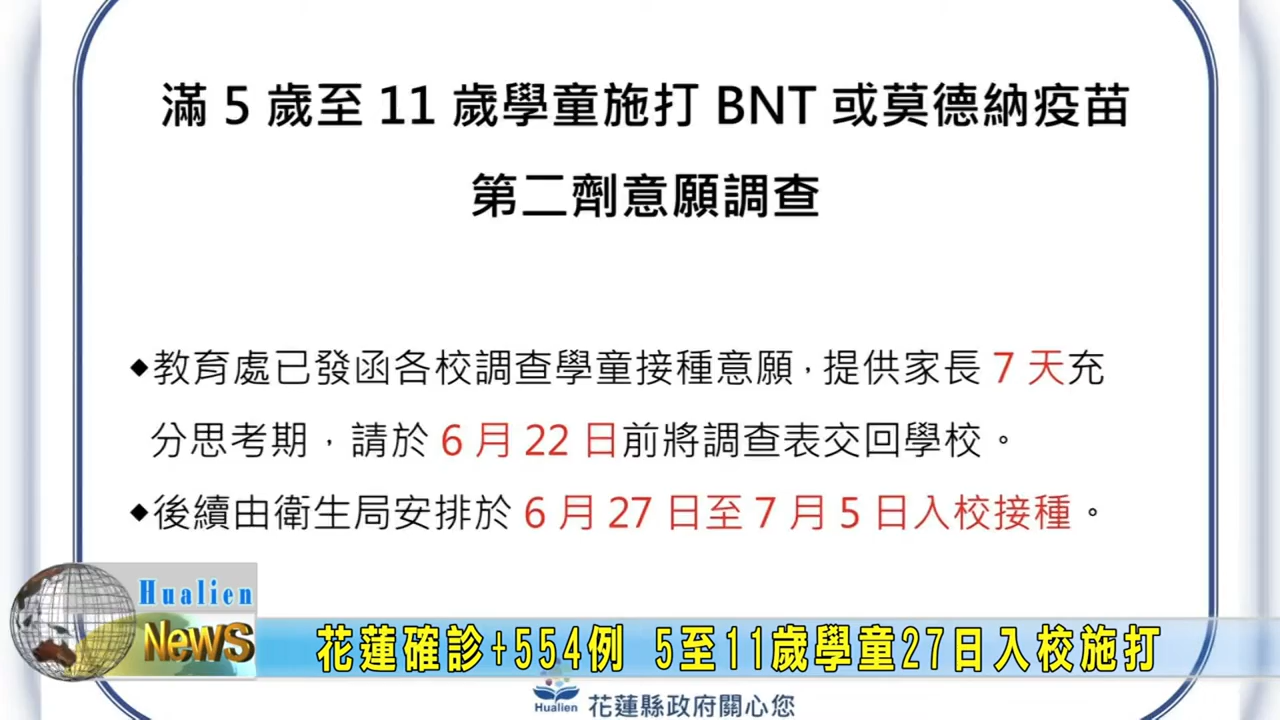 滿 5 歲至 11 歲學童施打 BNT 或莫德納疫苗
第二劑意願調查
◆教育處已發函各校調查學童接種意願，提供家長 7 天充
分思考期，請於 6 月 22 日前將調查表交回學校。
◆後續由衛生局安排於 6 月 27 日至 7 月 5 日入校接種。
Hualien
NewS
花蓮確診+554例 5至11歲學童27日入校施打
Hualien
花蓮縣政府關心您